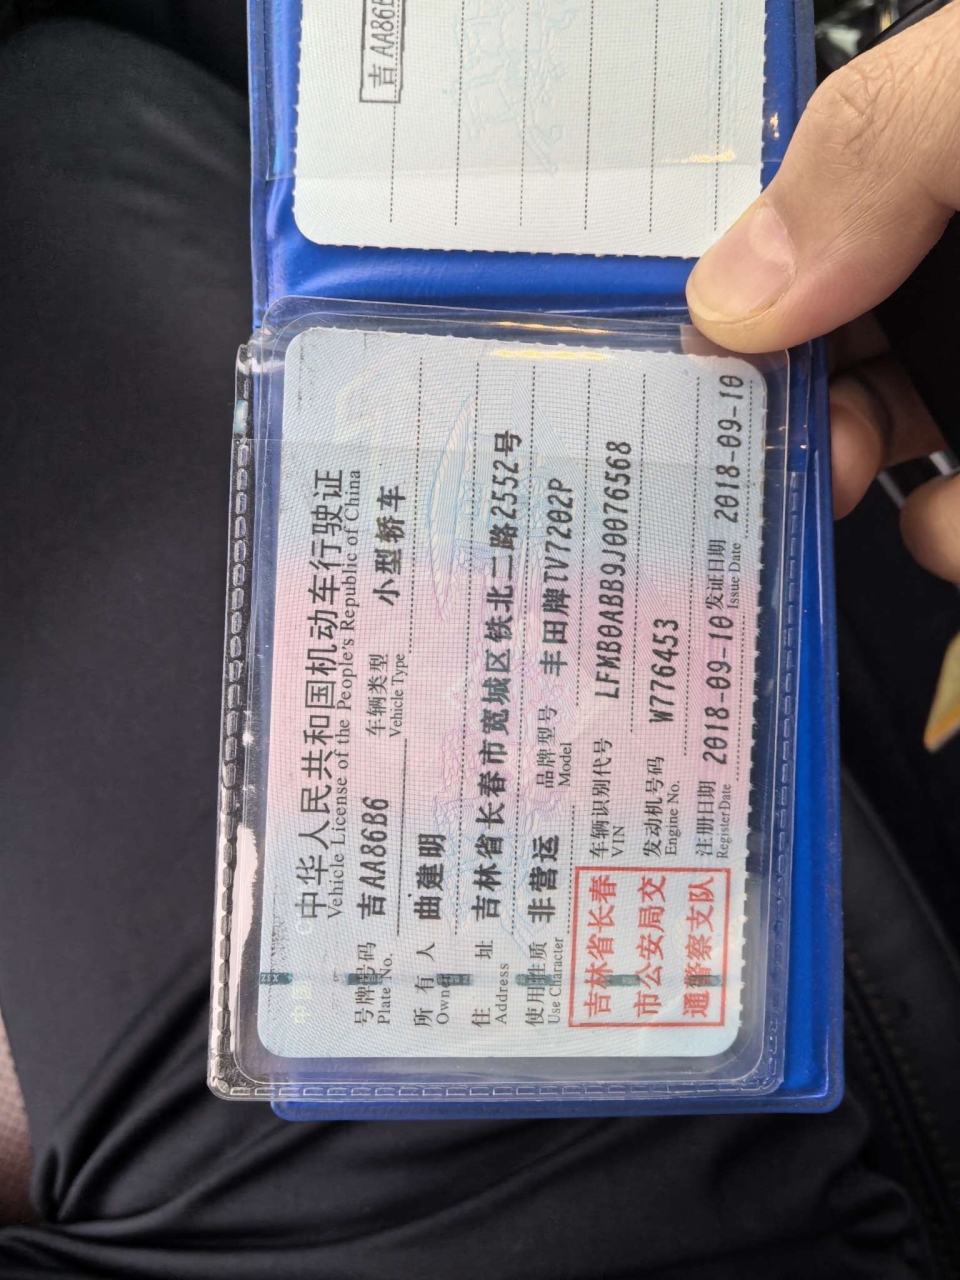 吉AA86B
中华人民共和国机动车行驶证
Vehicle License of the People's Republic of China
号牌号码 吉AA86B6 车辆类型 小型轿车
Plate No. Vehicle Type
所有人 曲建明
Owner
住址 吉林省长春市宽城区铁北二路2552号
Address
使用性质 非营运 品牌型号 丰田牌TV7202P
Use Character Model
吉林省长春
市公安局交
通警察支队
车辆识别代号 LFMB0ABB9J0076568
VIN
发动机号码 W776453
Engine No.
注册日期 2018-09-10 发证日期 2018-09-10
Register Date Issue Date